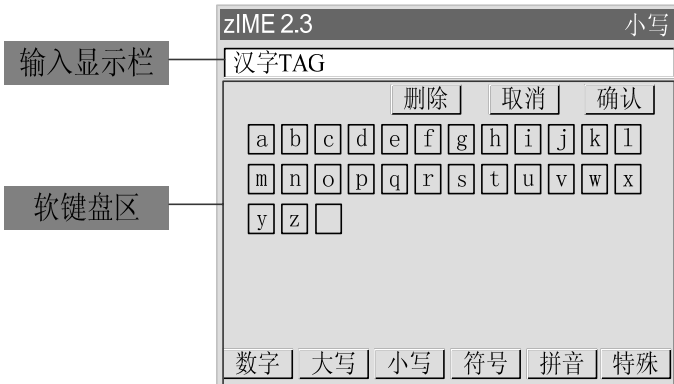 zIME 2.3 小写
输入显示栏
汉字TAG
删除 取消 确认
a b c d e f g h i j k l
m n o p q r s t u v w x
软键盘区
y z
数字 大写 小写 符号 拼音 特殊